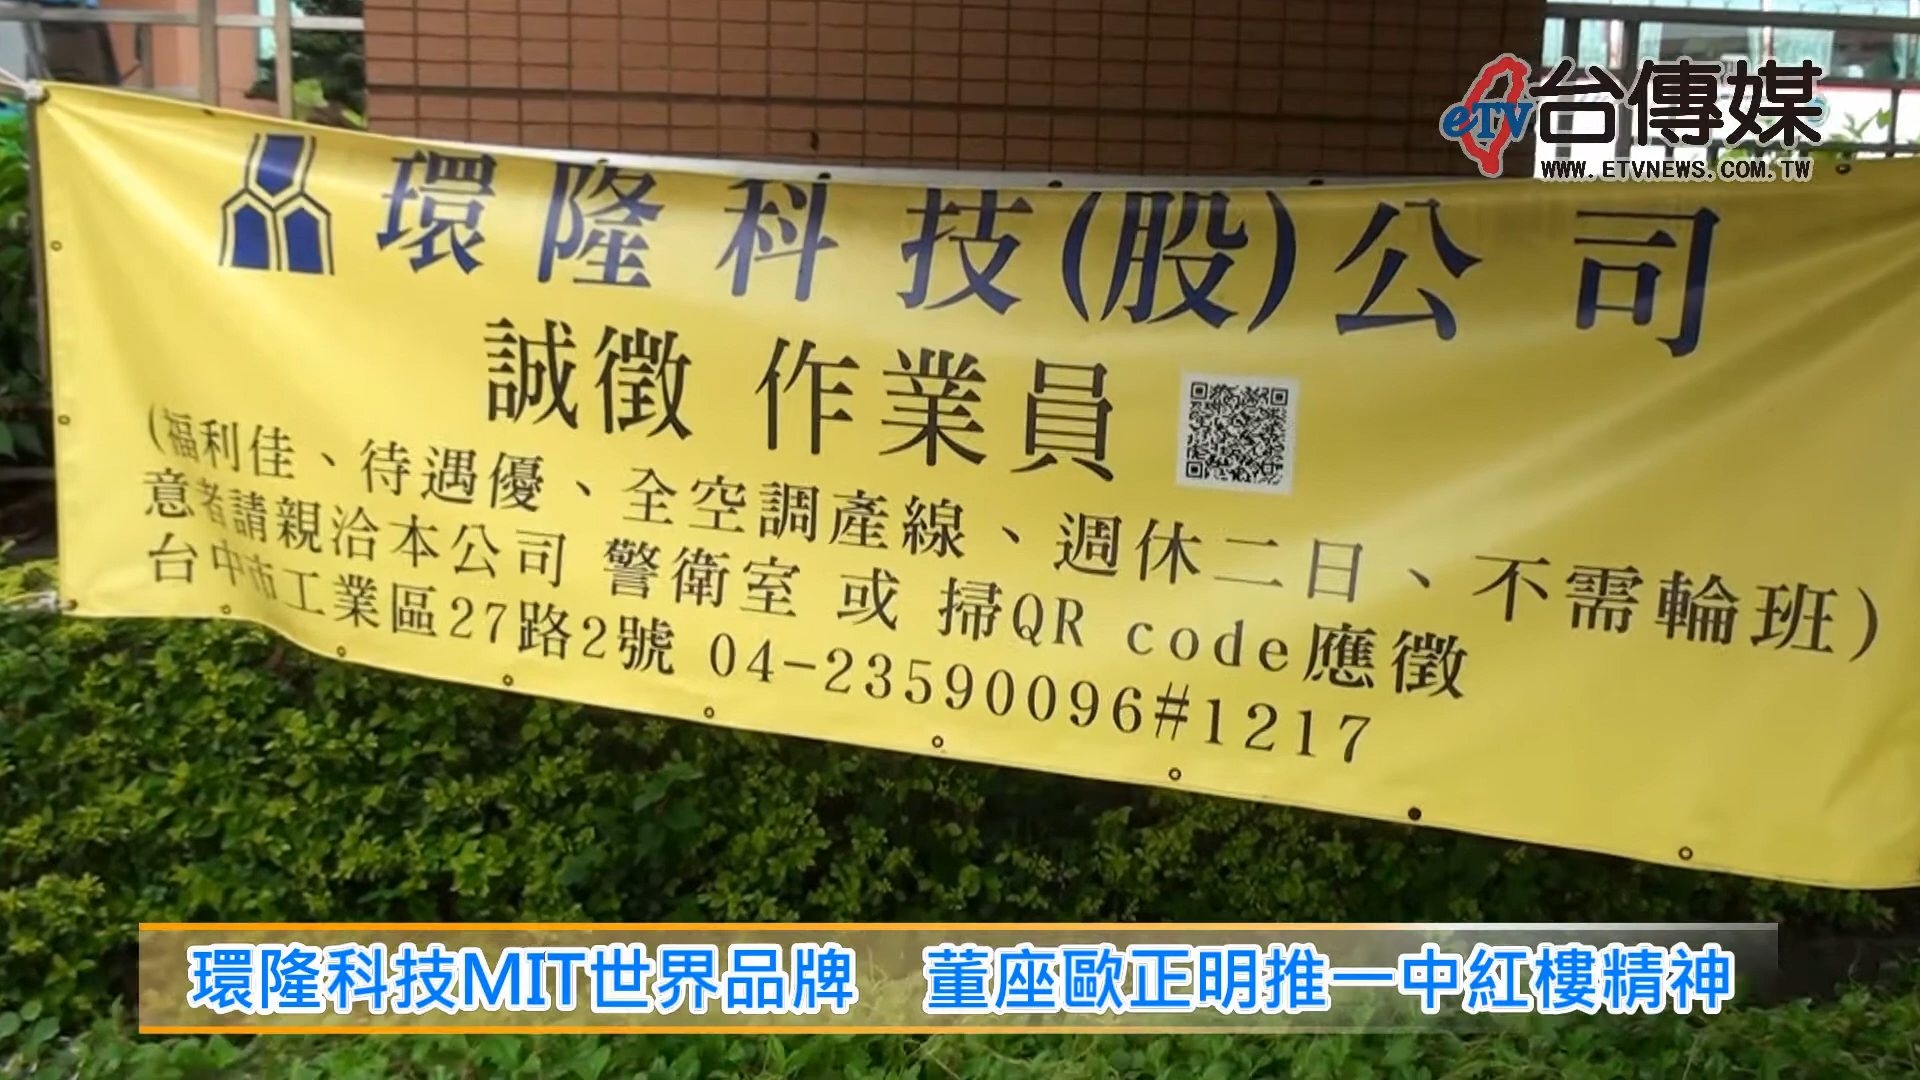 eTV台傳媒
WWW.ETVNEWS.COM.TW
環隆科技(股)公司
誠徵 作業員
(福利佳、待遇優、全空調產線、週休二日、不需輪班)
意者請親洽本公司 警衛室 或 掃QR code應徵
台中市工業區27路2號 04-23590096#1217
環隆科技MIT世界品牌 董座歐正明推一中紅樓精神